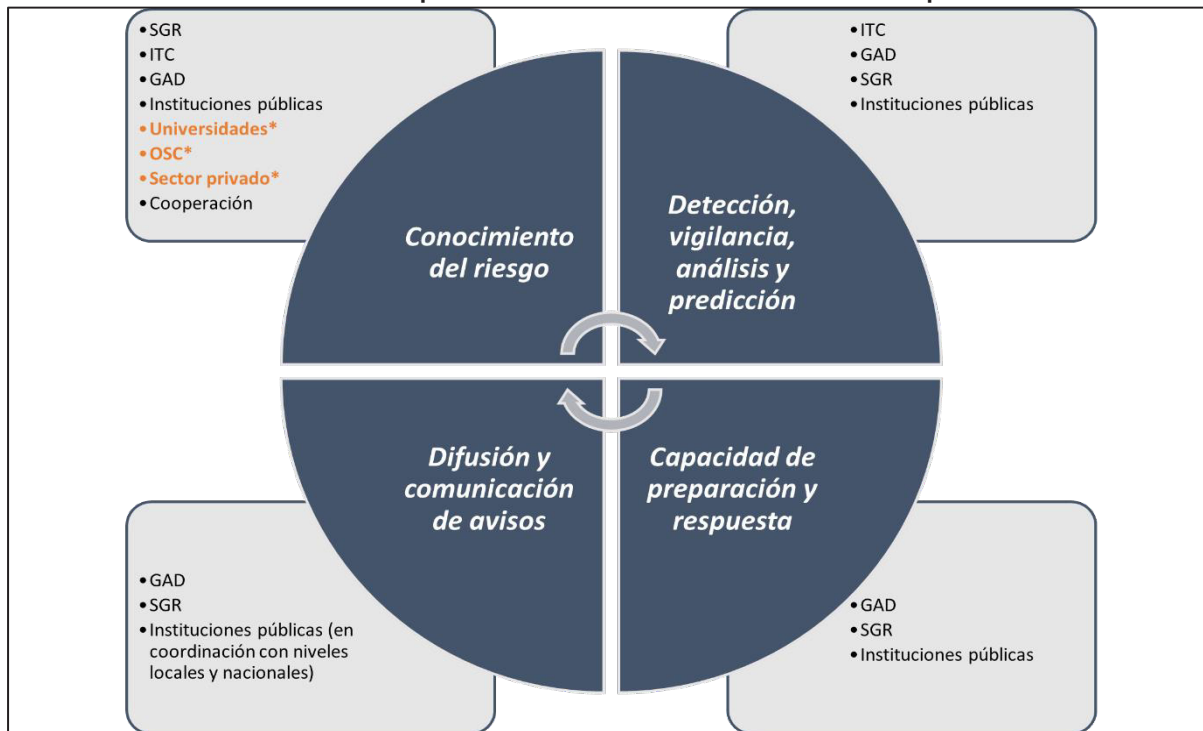 •SGR
•ITC
•GAD
•Instituciones públicas
•Universidades*
•OSC*
•Sector privado*
•Cooperación
•ITC
•GAD
•SGR
•Instituciones públicas
Conocimiento
del riesgo
Detección,
vigilancia,
análisis y
predicción
Difusión y
comunicación
de avisos
Capacidad de
preparación y
respuesta
•GAD
•SGR
•Instituciones públicas (en
coordinación con niveles
locales y nacionales)
•GAD
•SGR
•Instituciones públicas